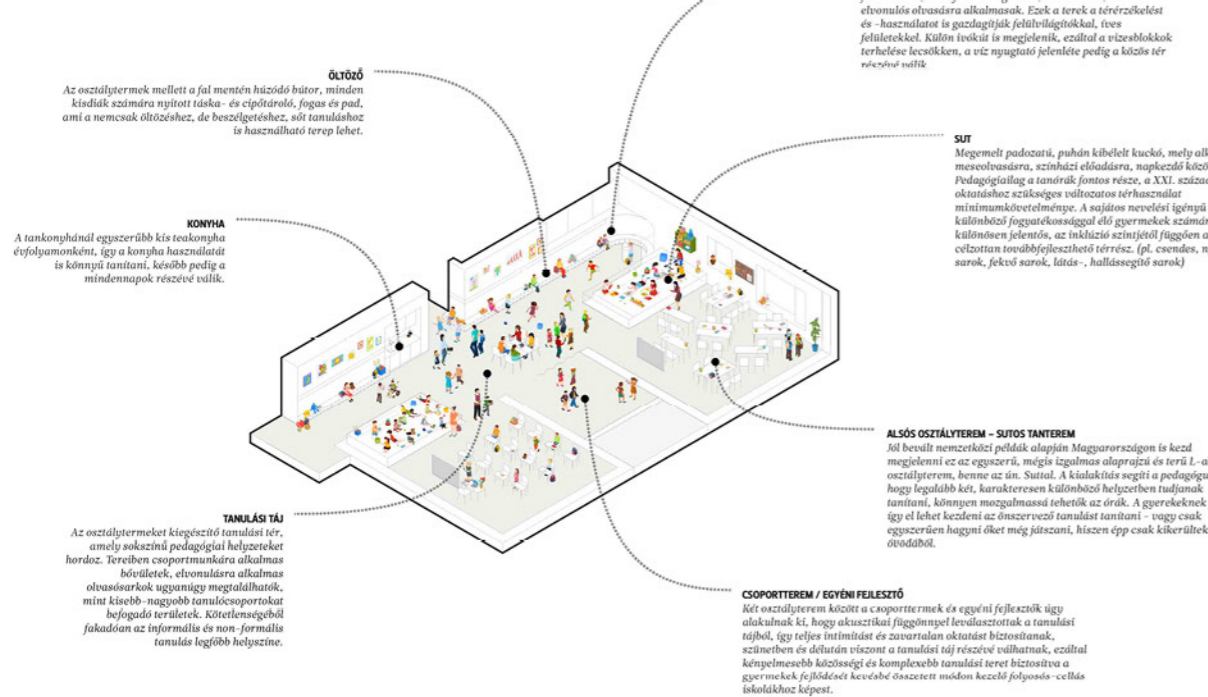 elvonulós olvasásra alkalmasak. Ezek a terek a térérzékelést
és -használatot is gazdagítják felülvilágítókkal, íves
felületekkel. Külön ivókút is megjelenik, ezáltal a vizesblokkok
terhelése lecsökken, a víz nyugtató jelenléte pedig a közös tér
részévé válik.
ÖLTÖZŐ
Az osztálytermek mellett a fal mentén húzódó bútor, minden
kisdiák számára nyitott táska- és cipőtároló, fogas és pad,
ami a nemcsak öltözéshez, de beszélgetéshez, sőt tanuláshoz
is használható terep lehet.
SUT
Megemelt padozatú, puhán kibélelt kuckó, mely alk
meseolvasásra, színházi előadásra, napkezdő közö
Pedagógiailag a tanórák fontos része, a XXI. század
oktatáshoz szükséges változatos térhasználat
minimumkövetelménye. A sajátos nevelési igényű
különböző fogyatékossággal élő gyermekek számár
különösen jelentős, az inklúzió szintjétől függően a
célzottan továbbfejleszthető térrész. (pl. csendes, n
sarok, fekvő sarok, látás-, hallássegítő sarok)
KONYHA
A tankonyhánál egyszerűbb kis teakonyha
évfolyamonként, így a konyha használatát
is könnyű tanítani, később pedig a
mindennapok részévé válik.
ALSÓS OSZTÁLYTEREM – SUTOS TANTEREM
Jól bevált nemzetközi példák alapján Magyarországon is kezd
megjelenni ez az egyszerű, mégis izgalmas alaprajzú és terű L-a
osztályterem, benne az ún. Suttal. A kialakítás segíti a pedagógu
hogy legalább két, karakteresen különböző helyzetben tudjanak
tanítani, könnyen mozgalmassá tehetők az órák. A gyerekeknek
így el lehet kezdeni az önszervező tanulást tanítani - vagy csak
egyszerűen hagyni őket még játszani, hiszen épp csak kikerültek
óvodából.
TANULÁSI TÁJ
Az osztálytermeket kiegészítő tanulási tér,
amely sokszínű pedagógiai helyzeteket
hordoz. Tereiben csoportmunkára alkalmas
bővületek, elvonulásra alkalmas
olvasósarkok ugyanúgy megtalálhatók,
mint kisebb-nagyobb tanulócsoportokat
befogadó területek. Kötetlenségéből
fakadóan az informális és non-formális
tanulás legfőbb helyszíne.
CSOPORTTEREM / EGYÉNI FEJLESZTŐ
Két osztályterem között a csoporttermek és egyéni fejlesztők úgy
alakulnak ki, hogy akusztikai függönnyel leválasztottak a tanulási
tájból, így teljes intimitást és zavartalan oktatást biztosítanak,
szünetben és délután viszont a tanulási táj részévé válhatnak, ezáltal
kényelmesebb közösségi és komplexebb tanulási teret biztosítva a
gyermekek fejlődését kevésbé összetett módon kezelő folyosós-cellás
iskolákhoz képest.